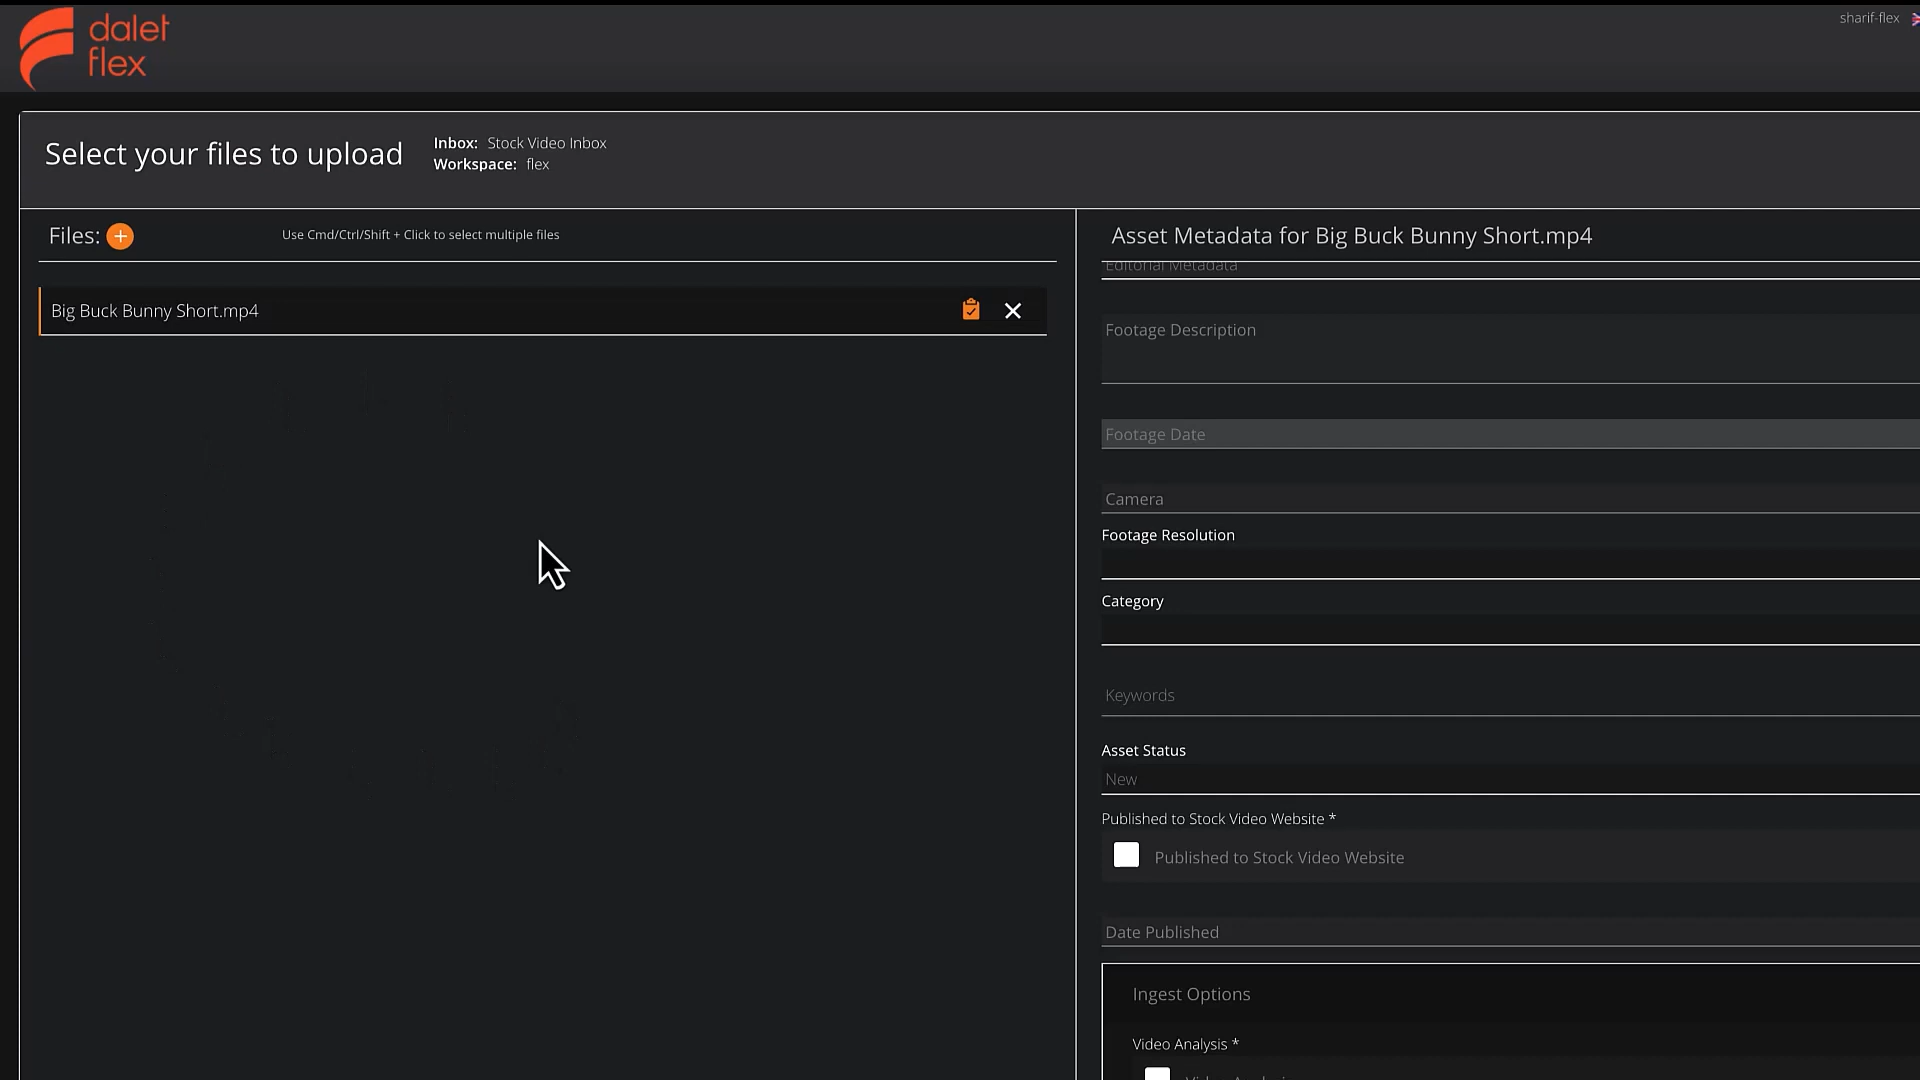 dalet
flex
sharif-flex
Select your files to upload
Inbox: Stock Video Inbox
Workspace: flex
Files:
Use Cmd/Ctrl/Shift + Click to select multiple files
Big Buck Bunny Short.mp4
Asset Metadata for Big Buck Bunny Short.mp4
Editorial Metadata
Footage Description
Footage Date
Camera
Footage Resolution
Category
Keywords
Asset Status
New
Published to Stock Video Website *
Published to Stock Video Website
Date Published
Ingest Options
Video Analysis *